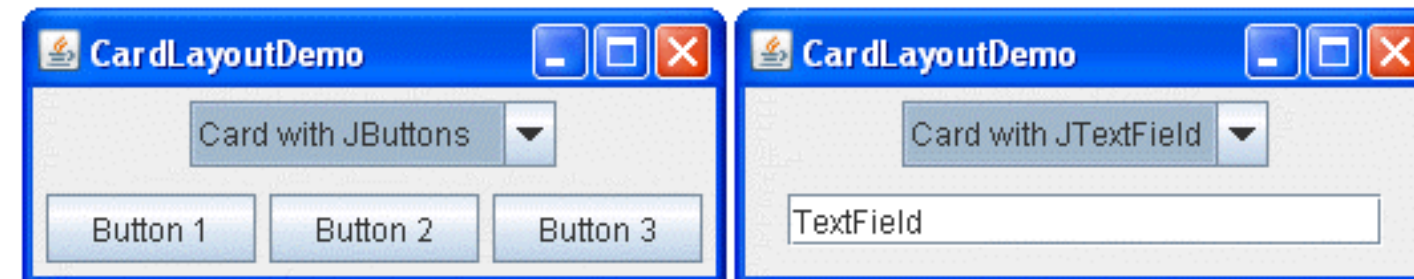 CardLayoutDemo
Card with JButtons
Button 1 Button 2 Button 3
CardLayoutDemo
Card with JTextField
TextField